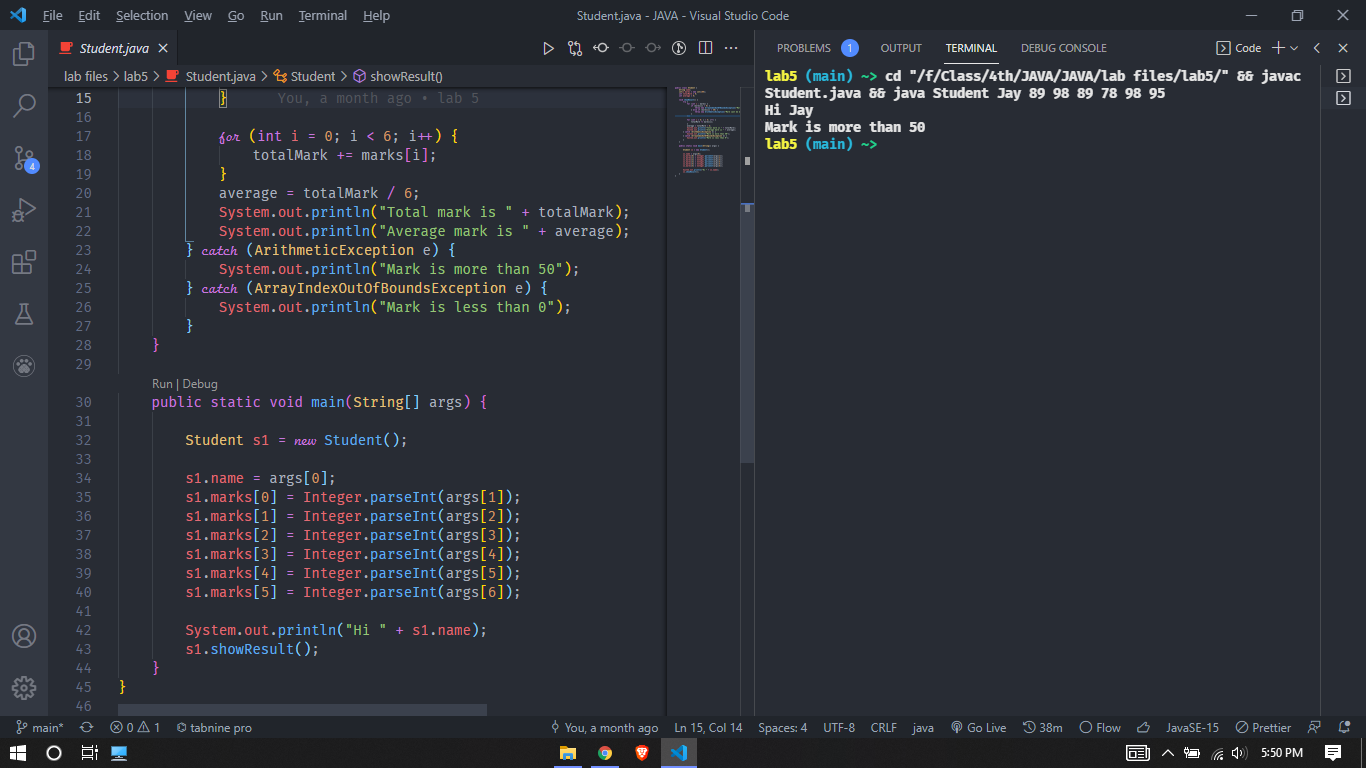 File Edit Selection View Go Run Terminal Help
Student.java - JAVA - Visual Studio Code
Student.java
lab files > lab5 > Student.java > Student > showResult()
15 } You, a month ago • lab 5
16
17 for (int i = 0; i < 6; i++) {
18 totalMark += marks[i];
19 }
20 average = totalMark / 6;
21 System.out.println("Total mark is " + totalMark);
22 System.out.println("Average mark is " + average);
23 } catch (ArithmeticException e) {
24 System.out.println("Mark is more than 50");
25 } catch (ArrayIndexOutOfBoundsException e) {
26 System.out.println("Mark is less than 0");
27 }
28 }
29
Run | Debug
30 public static void main(String[] args) {
31
32 Student s1 = new Student();
33
34 s1.name = args[0];
35 s1.marks[0] = Integer.parseInt(args[1]);
36 s1.marks[1] = Integer.parseInt(args[2]);
37 s1.marks[2] = Integer.parseInt(args[3]);
38 s1.marks[3] = Integer.parseInt(args[4]);
39 s1.marks[4] = Integer.parseInt(args[5]);
40 s1.marks[5] = Integer.parseInt(args[6]);
41
42 System.out.println("Hi " + s1.name);
43 s1.showResult();
44 }
45 }
46
PROBLEMS 1 OUTPUT TERMINAL DEBUG CONSOLE Code
lab5 (main) ~> cd "/f/Class/4th/JAVA/JAVA/lab files/lab5/" && javac
Student.java && java Student Jay 89 98 89 78 98 95
Hi Jay
Mark is more than 50
lab5 (main) ~>
4
main* 0 1 tabnine pro You, a month ago Ln 15, Col 14 Spaces: 4 UTF-8 CRLF java Go Live 38m Flow JavaSE-15 Prettier
5:50 PM